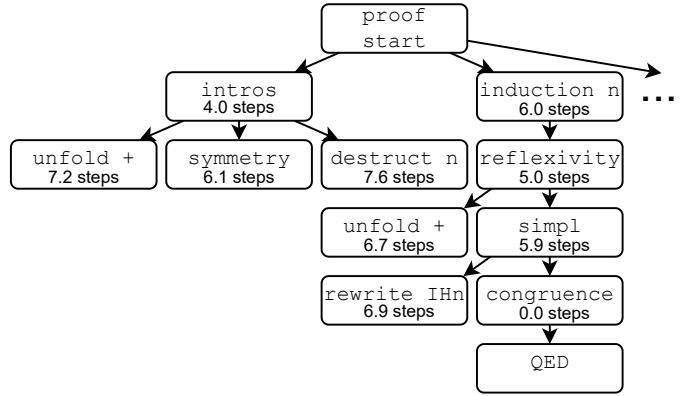 proof
start
intros
4.0 steps
induction n
6.0 steps
...
unfold +
7.2 steps
symmetry
6.1 steps
destruct n
7.6 steps
reflexivity
5.0 steps
unfold +
6.7 steps
simpl
5.9 steps
rewrite IHn
6.9 steps
congruence
0.0 steps
QED